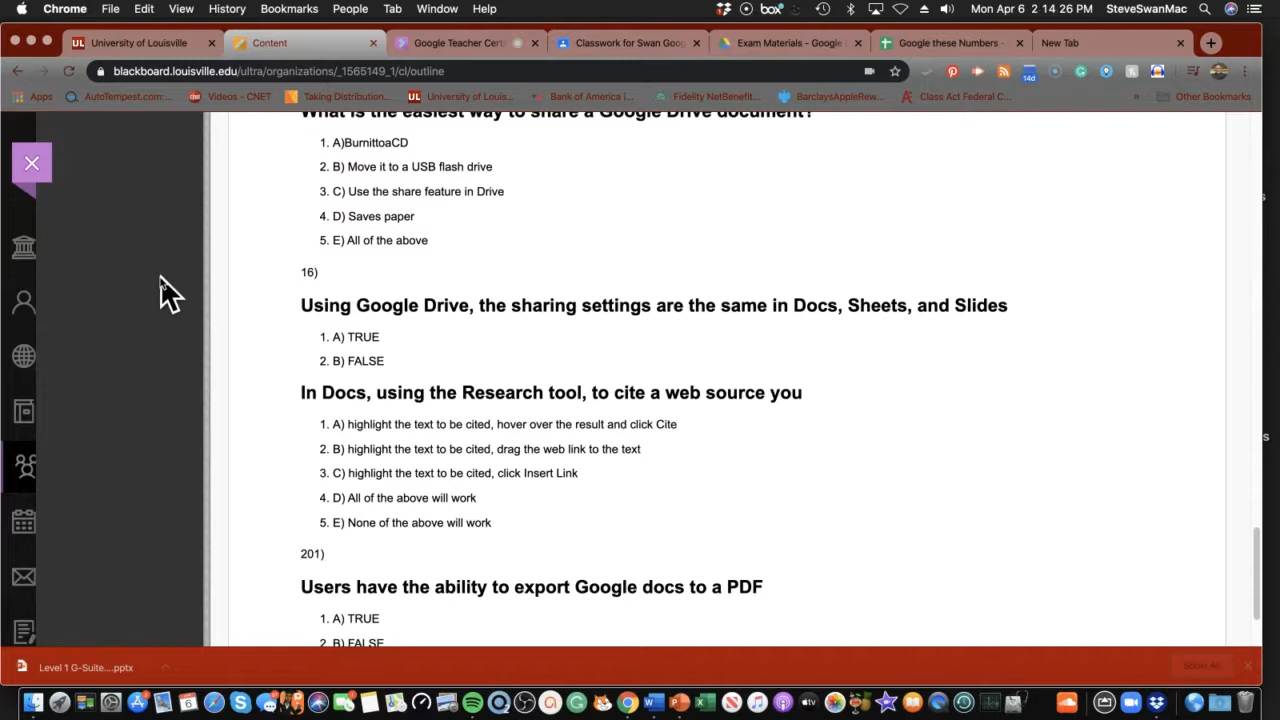 Chrome File Edit View History Bookmarks People Tab Window Help box Mon Apr 6 2:14:26 PM SteveSwanMac
UL University of Louisville Content Google Teacher Cert Classwork for Swan Goog Exam Materials - Google Google these Numbers - New Tab
blackboard.louisville.edu/ultra/organizations/_1565149_1/cl/outline 14d
Apps AutoTempest.com:... Videos - CNET Taking Distribution... UL University of Louis... Bank of America |... Fidelity NetBenefit... BarclaysAppleRew... Class Act Federal C... » Other Bookmarks
What is the easiest way to share a Google Drive document?
1. A)BurnittoaCD
2. B) Move it to a USB flash drive
3. C) Use the share feature in Drive
4. D) Saves paper
5. E) All of the above
16)
Using Google Drive, the sharing settings are the same in Docs, Sheets, and Slides
1. A) TRUE
2. B) FALSE
In Docs, using the Research tool, to cite a web source you
1. A) highlight the text to be cited, hover over the result and click Cite
2. B) highlight the text to be cited, drag the web link to the text
3. C) highlight the text to be cited, click Insert Link
4. D) All of the above will work
5. E) None of the above will work
201)
Users have the ability to export Google docs to a PDF
1. A) TRUE
2. B) FALSE
Level 1 G-Suite....pptx Show All